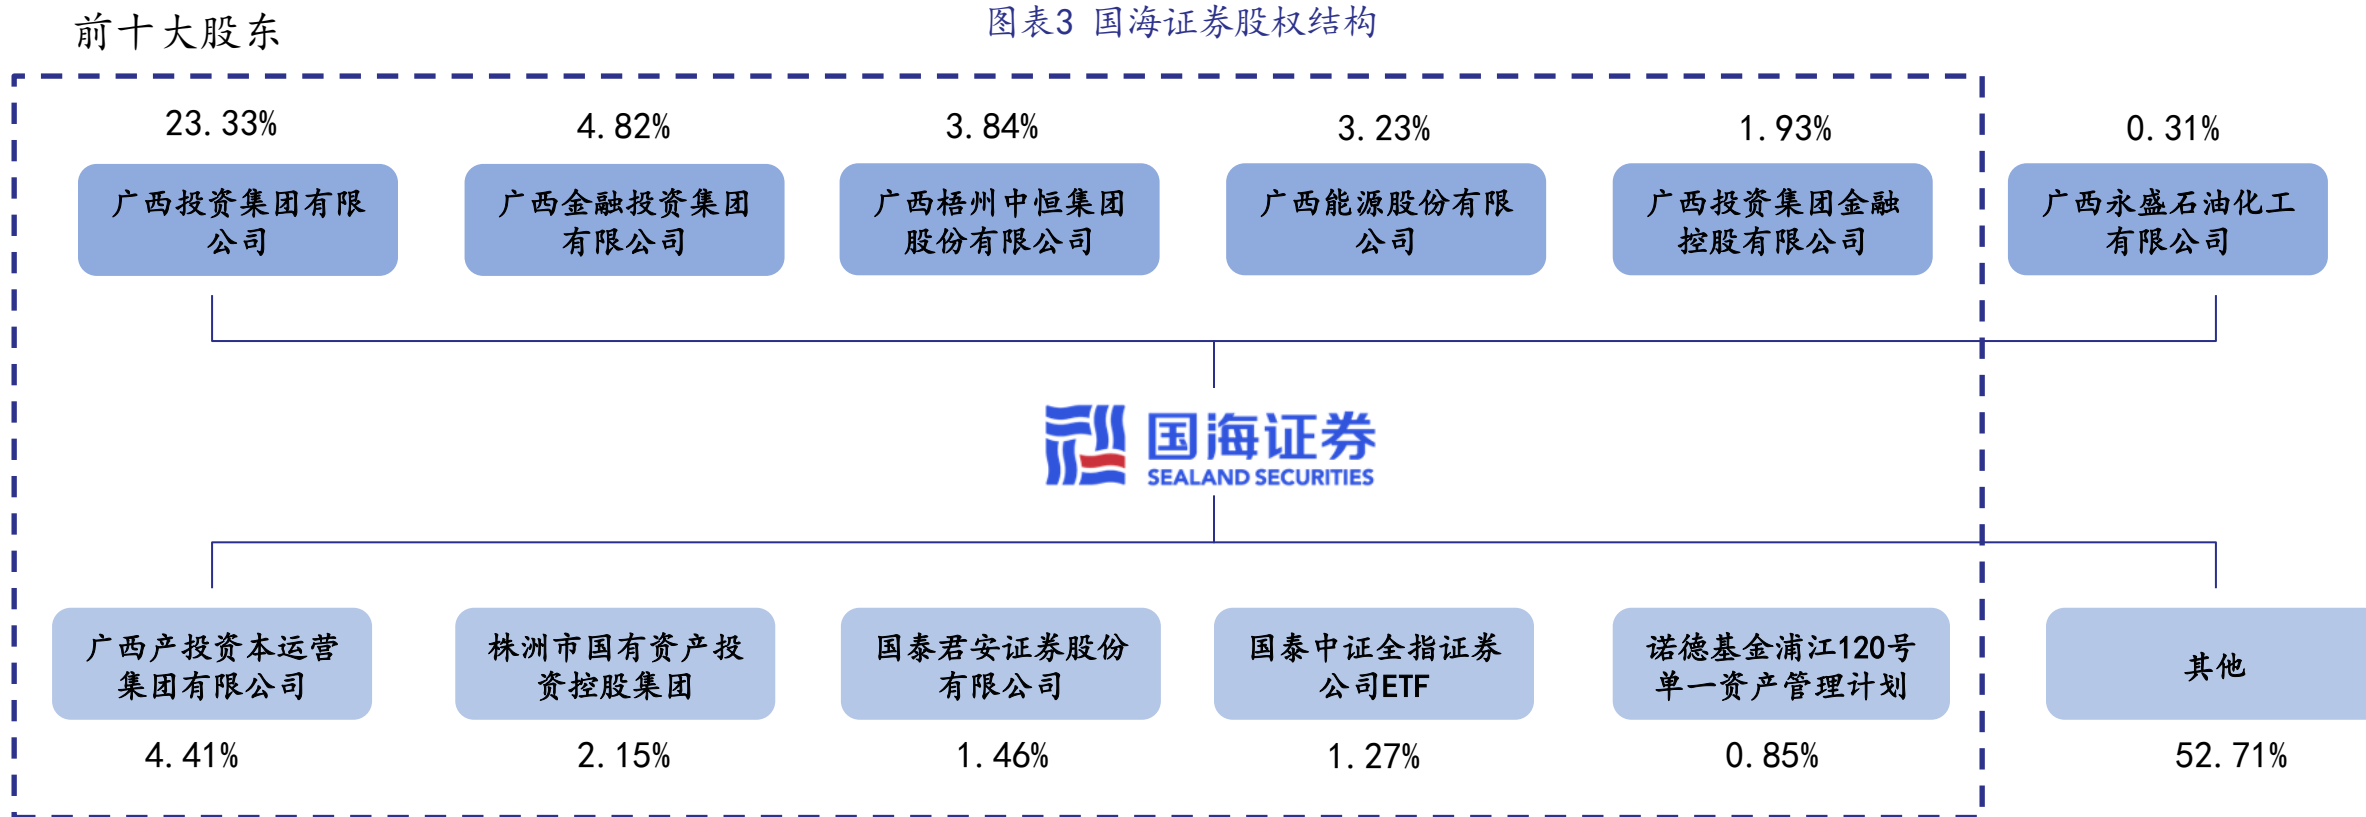 图表3 国海证券股权结构
前十大股东
23.33%
4.82%
3.84%
3.23%
1.93%
0.31%
广西投资集团有限
公司
广西金融投资集团
有限公司
广西梧州中恒集团
股份有限公司
广西能源股份有限
公司
广西投资集团金融
控股有限公司
广西永盛石油化工
有限公司
国海证券
SEALAND SECURITIES
广西产投资本运营
集团有限公司
株洲市国有资产投
资控股集团
国泰君安证券股份
有限公司
国泰中证全指证券
公司ETF
诺德基金浦江120号
单一资产管理计划
其他
4.41%
2.15%
1.46%
1.27%
0.85%
52.71%